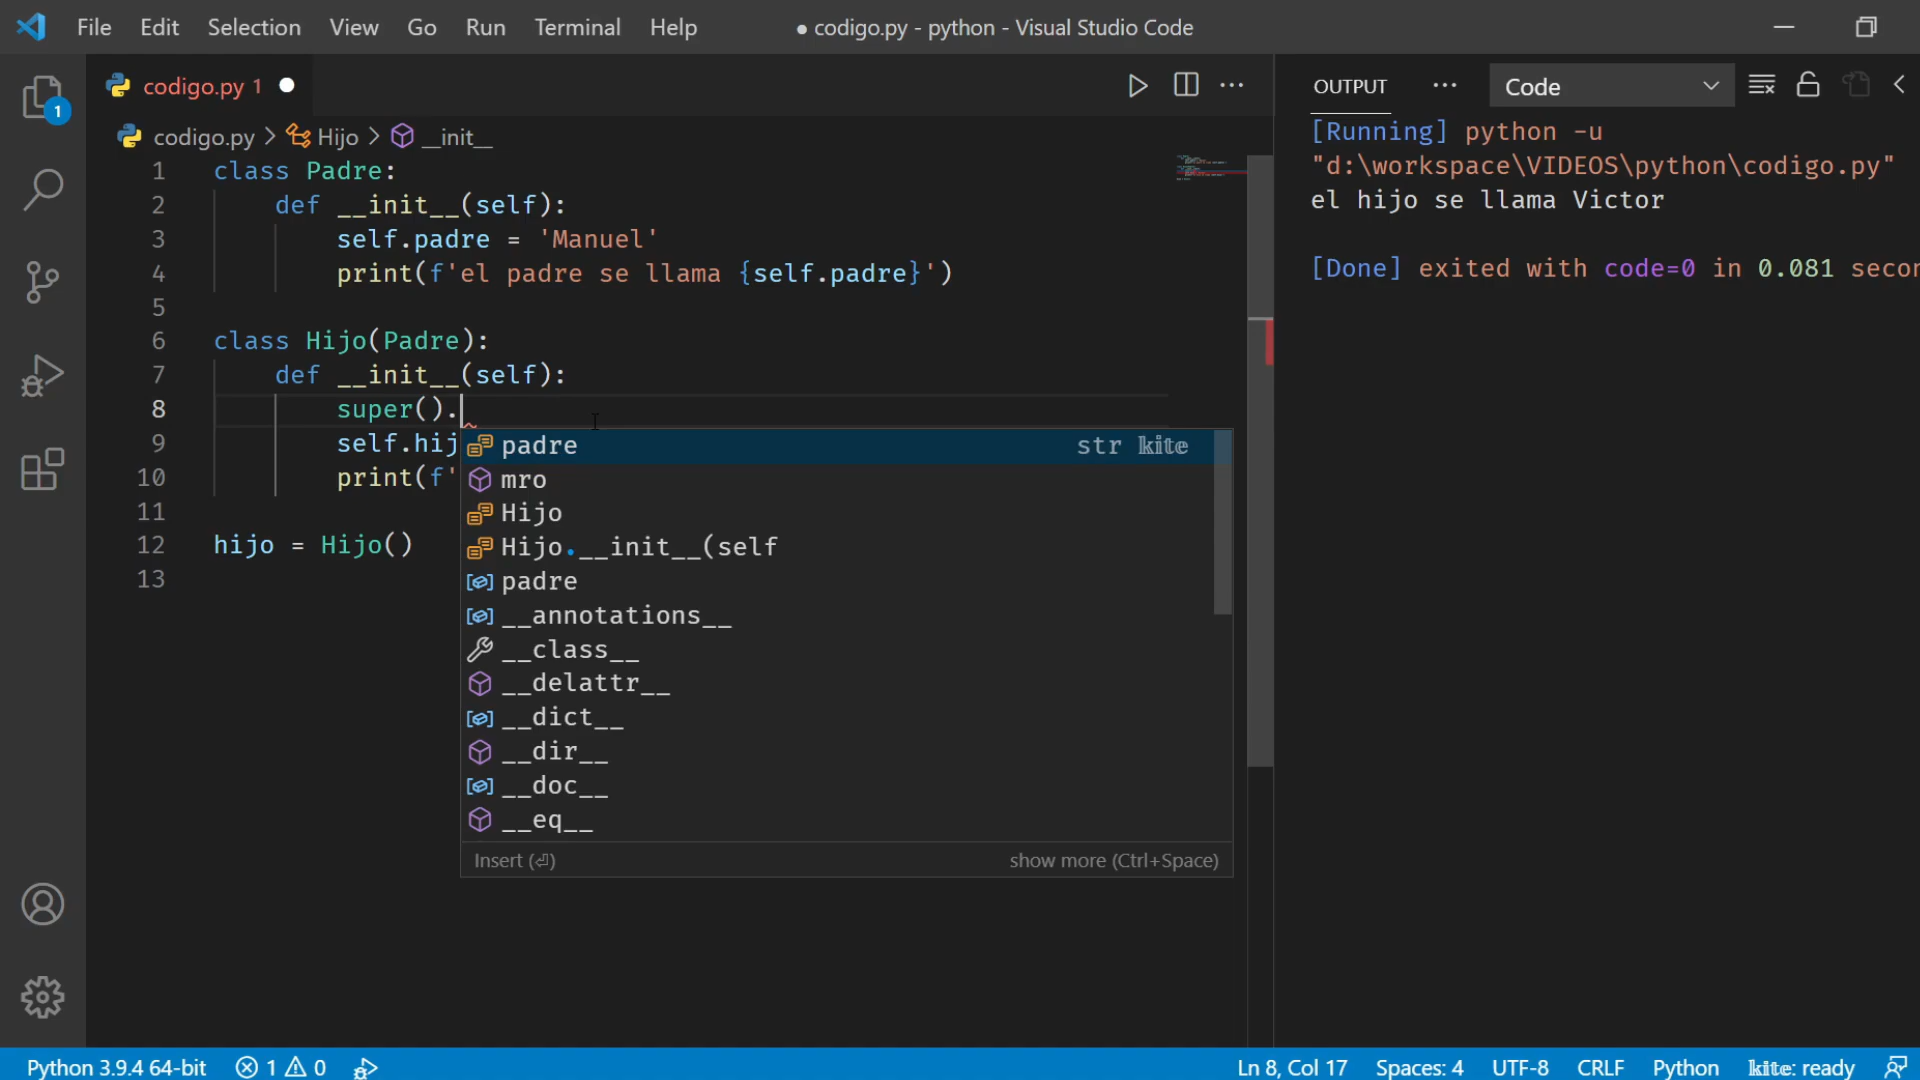 File Edit Selection View Go Run Terminal Help ● codigo.py - python - Visual Studio Code
codigo.py 1 ●
OUTPUT ··· Code
codigo.py > Hijo > __init__
1 class Padre:
2 def __init__(self):
3 self.padre = 'Manuel'
4 print(f'el padre se llama {self.padre}')
5
6 class Hijo(Padre):
7 def __init__(self):
8 super().
9 self.hij
10 print(f'
11
12 hijo = Hijo()
13
padre str kite
mro
Hijo
Hijo.__init__(self
padre
__annotations__
__class__
__delattr__
__dict__
__dir__
__doc__
__eq__
Insert (⏎) show more (Ctrl+Space)
[Running] python -u
"d:\workspace\VIDEOS\python\codigo.py"
el hijo se llama Victor
[Done] exited with code=0 in 0.081 secon
1
Python 3.9.4 64-bit 1 0 Ln 8, Col 17 Spaces: 4 UTF-8 CRLF Python kite: ready